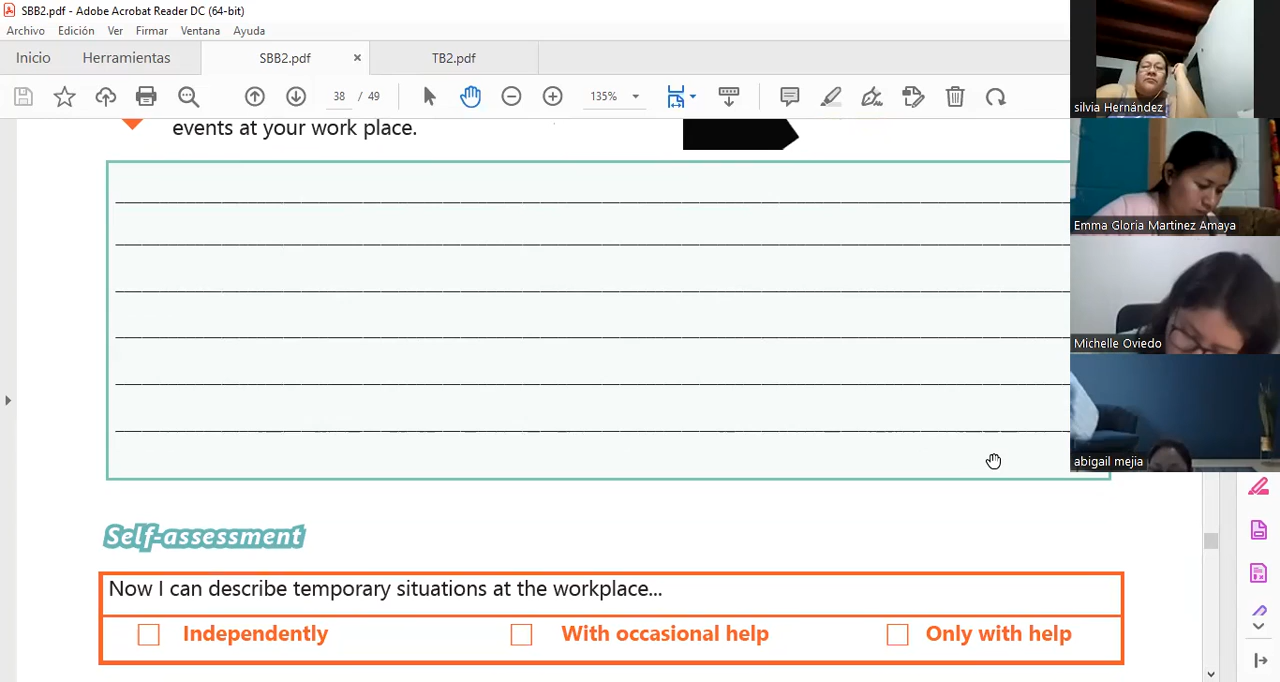 SBB2.pdf - Adobe Acrobat Reader DC (64-bit)
Archivo Edición Ver Firmar Ventana Ayuda
Inicio Herramientas SBB2.pdf × TB2.pdf
38 / 49 135%
events at your work place.
Self-assessment
Now I can describe temporary situations at the workplace...
Independently With occasional help Only with help
silvia Hernández
Emma Gloria Martinez Amaya
Michelle Oviedo
abigail mejia